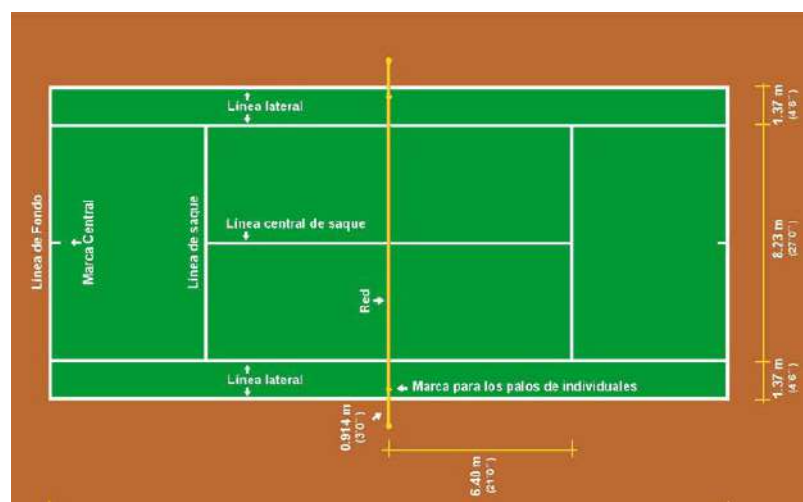 Línea lateral
Línea de Fondo
Marca Central
Línea de saque
Línea central de saque
Red
Línea lateral
Marca para los palos de individuales
0.914 m
(3'0¨)
6.40 m
(21'0¨)
1.37 m
(4'6¨)
8.23 m
(27'0¨)
1.37 m
(4'6¨)